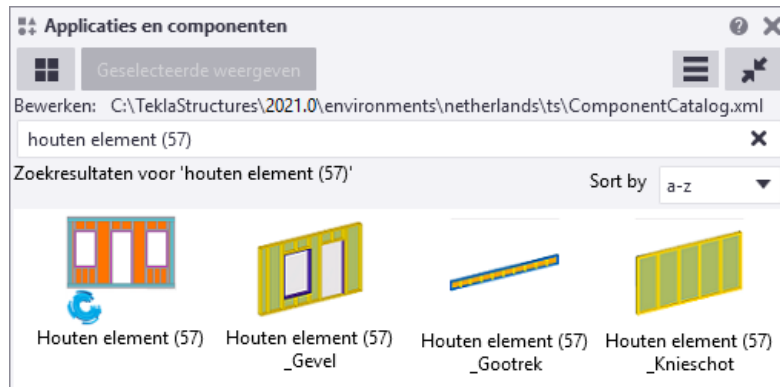 Applicaties en componenten
Geselecteerde weergeven
Bewerken: C:\TeklaStructures\2021.0\environments\netherlands\ts\ComponentCatalog.xml
houten element (57)
Zoekresultaten voor 'houten element (57)'
Sort by a-z
Houten element (57)
Houten element (57)
_Gevel
Houten element (57)
_Gootrek
Houten element (57)
_Knieschot